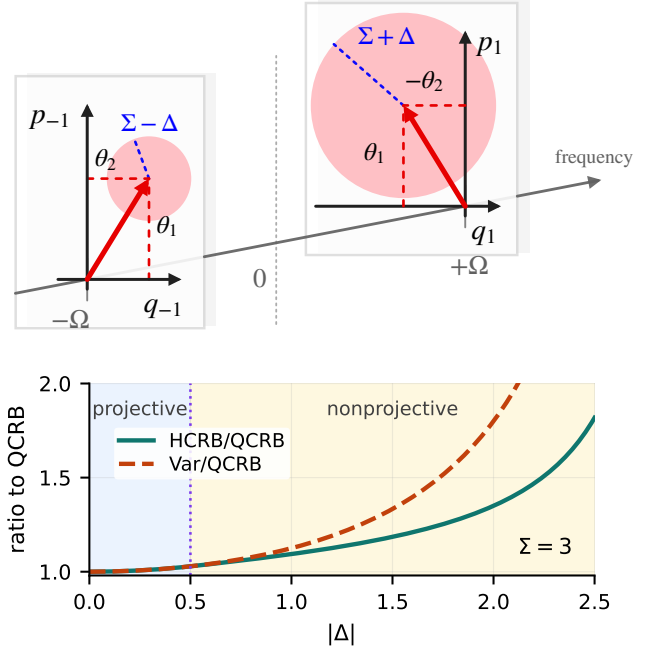 Σ + Δ
p₁
−θ₂
θ₁
q₁
+Ω
frequency
p₋₁
Σ − Δ
θ₂
θ₁
q₋₁
−Ω
0
ratio to QCRB
2.0
1.5
1.0
projective
nonprojective
HCRB/QCRB
Var/QCRB
Σ = 3
0.0 0.5 1.0 1.5 2.0 2.5
|Δ|